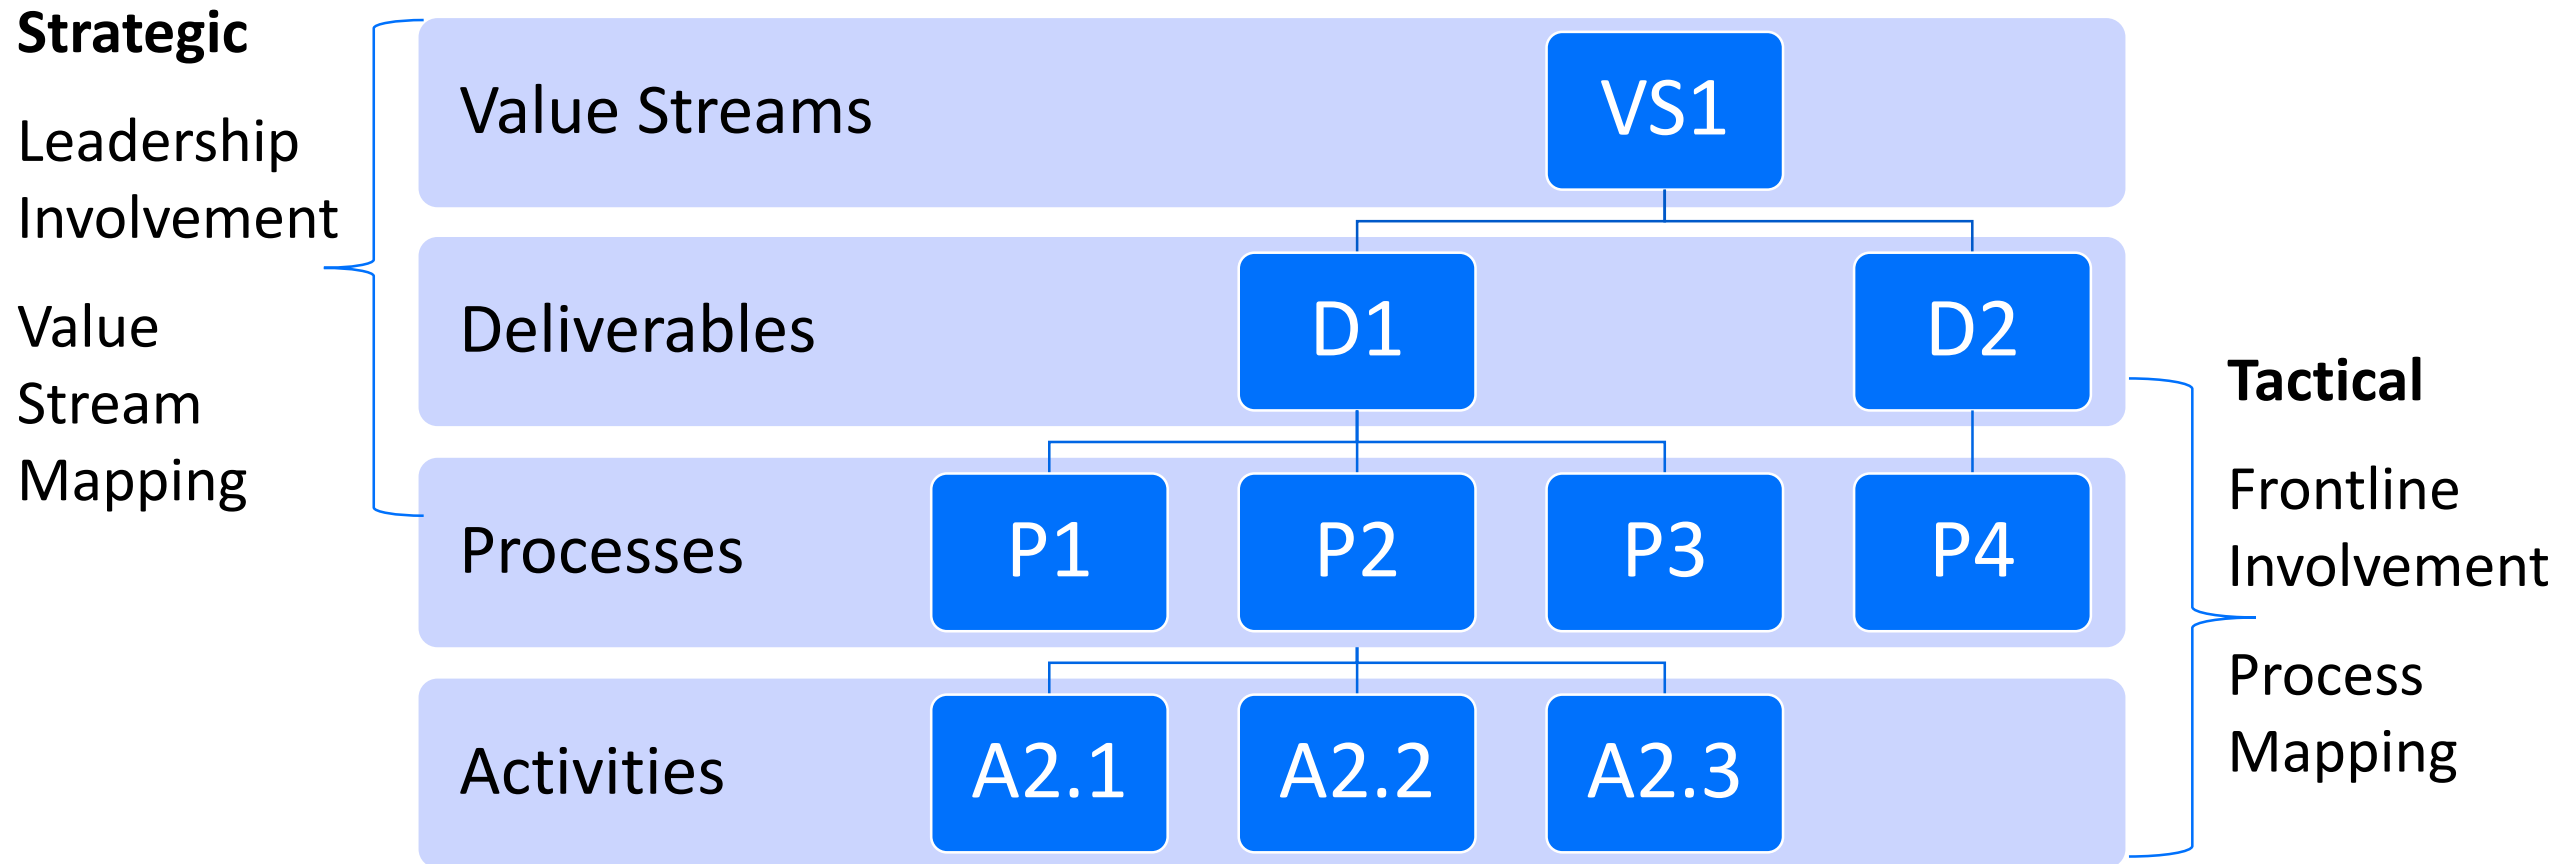 Strategic
Leadership
Involvement
Value
Stream
Mapping
Value Streams
VS1
Deliverables
D1
D2
Processes
P1
P2
P3
P4
Activities
A2.1
A2.2
A2.3
Tactical
Frontline
Involvement
Process
Mapping